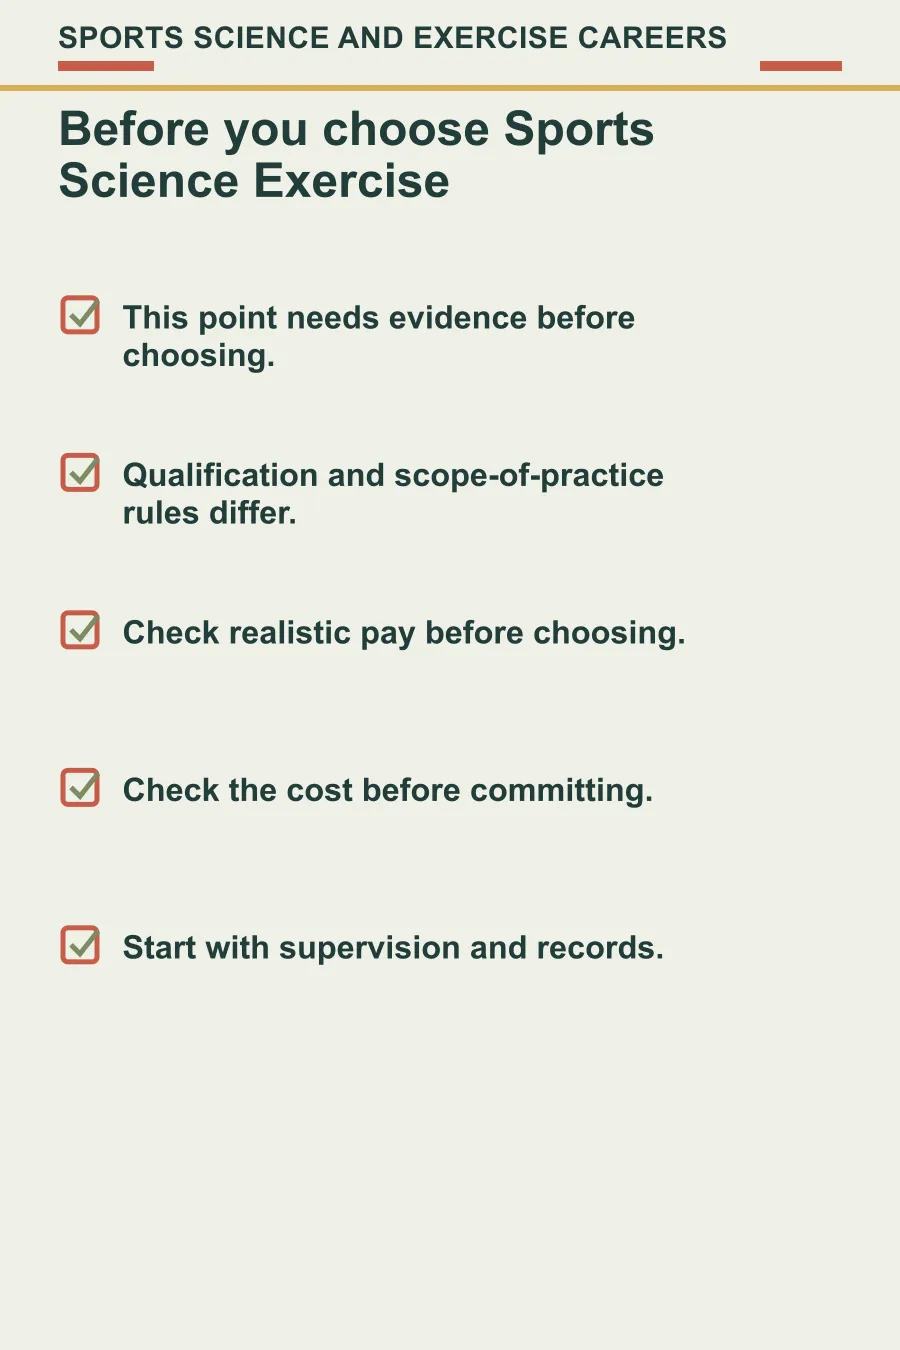 SPORTS SCIENCE AND EXERCISE CAREERS
Before you choose Sports
Science Exercise
This point needs evidence before
choosing.
Qualification and scope-of-practice
rules differ.
Check realistic pay before choosing.
Check the cost before committing.
Start with supervision and records.